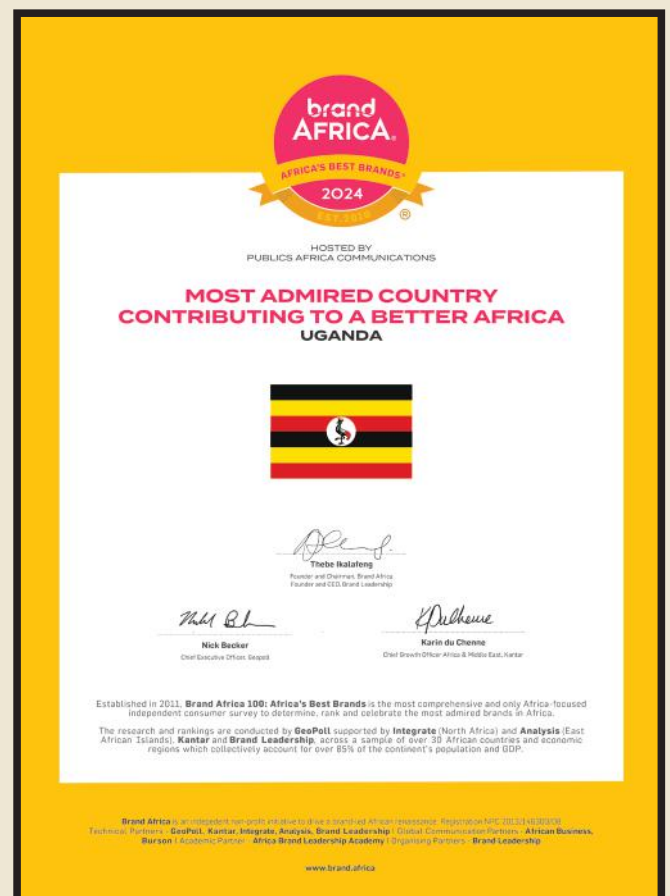 brand
AFRICA®
AFRICA'S BEST BRANDS®
2024
EST. 2010
®
HOSTED BY
PUBLICS AFRICA COMMUNICATIONS
MOST ADMIRED COUNTRY
CONTRIBUTING TO A BETTER AFRICA
UGANDA
Thebe Ikalafeng
Founder and Chairman, Brand Africa
Founder and CEO, Brand Leadership
Nick Becker
Chief Executive Officer, Geopoll
Karin du Chenne
Chief Growth Officer Africa & Middle East, Kantar
Established in 2011, Brand Africa 100: Africa's Best Brands is the most comprehensive and only Africa-focused
independent consumer survey to determine, rank and celebrate the most admired brands in Africa.
The research and rankings are conducted by GeoPoll supported by Integrate (North Africa) and Analysis (East
African Islands), Kantar and Brand Leadership, across a sample of over 30 African countries and economic
regions which collectively account for over 85% of the continent's population and GDP.
Brand Africa is an independent non-profit initiative to drive a brand-led African renaissance. Registration NPC
Technical Partners - GeoPoll, Kantar, Integrate, Analysis, Brand Leadership | Global Communication Partners - African Business,
Burson | Academic Partner - Africa Brand Leadership Academy | Organising Partners - Brand Leadership
www.brand.africa